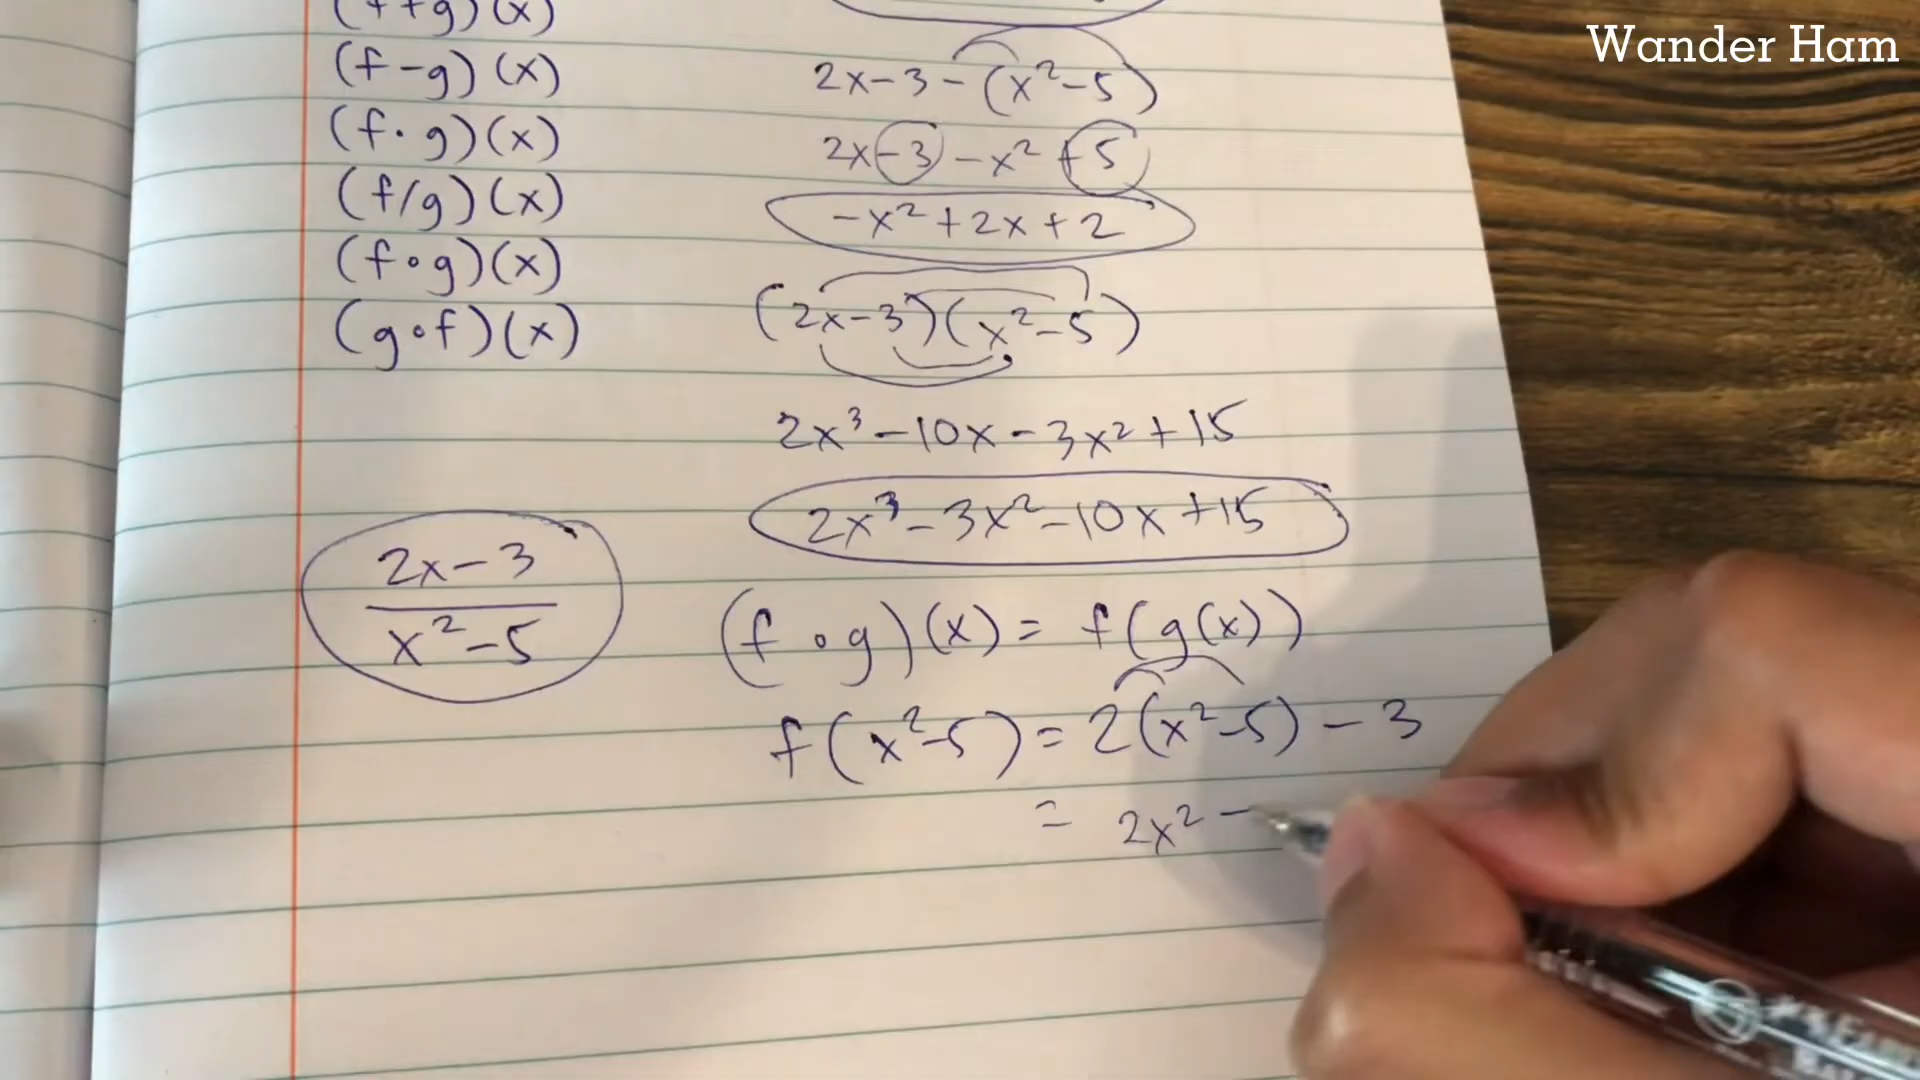 Wander Ham
(f+g)(x)
(f-g)(x)
(f·g)(x)
(f/g)(x)
(f∘g)(x)
(g∘f)(x)
2x-3-(x²-5)
2x-3-x²+5
-x²+2x+2
(2x-3)(x²-5)
2x³-10x-3x²+15
2x³-3x²-10x+15
2x-3
x²-5
(f∘g)(x)=f(g(x))
f(x²-5)=2(x²-5)-3
= 2x² -